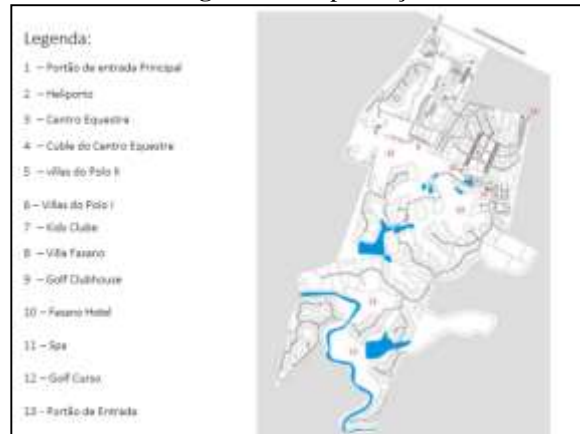 Legenda:
1 – Portão de entrada Principal
2 – Heliporto
3 – Centro Equestre
4 – Cuble do Centro Equestre
5 – villas do Polo II
6 – Villas do Polo I
7 – Kids Clube
8 – Villa Fasano
9 – Golf Clubhouse
10 – Fasano Hotel
11 – Spa
12 – Golf Curso
13 – Portão de Entrada